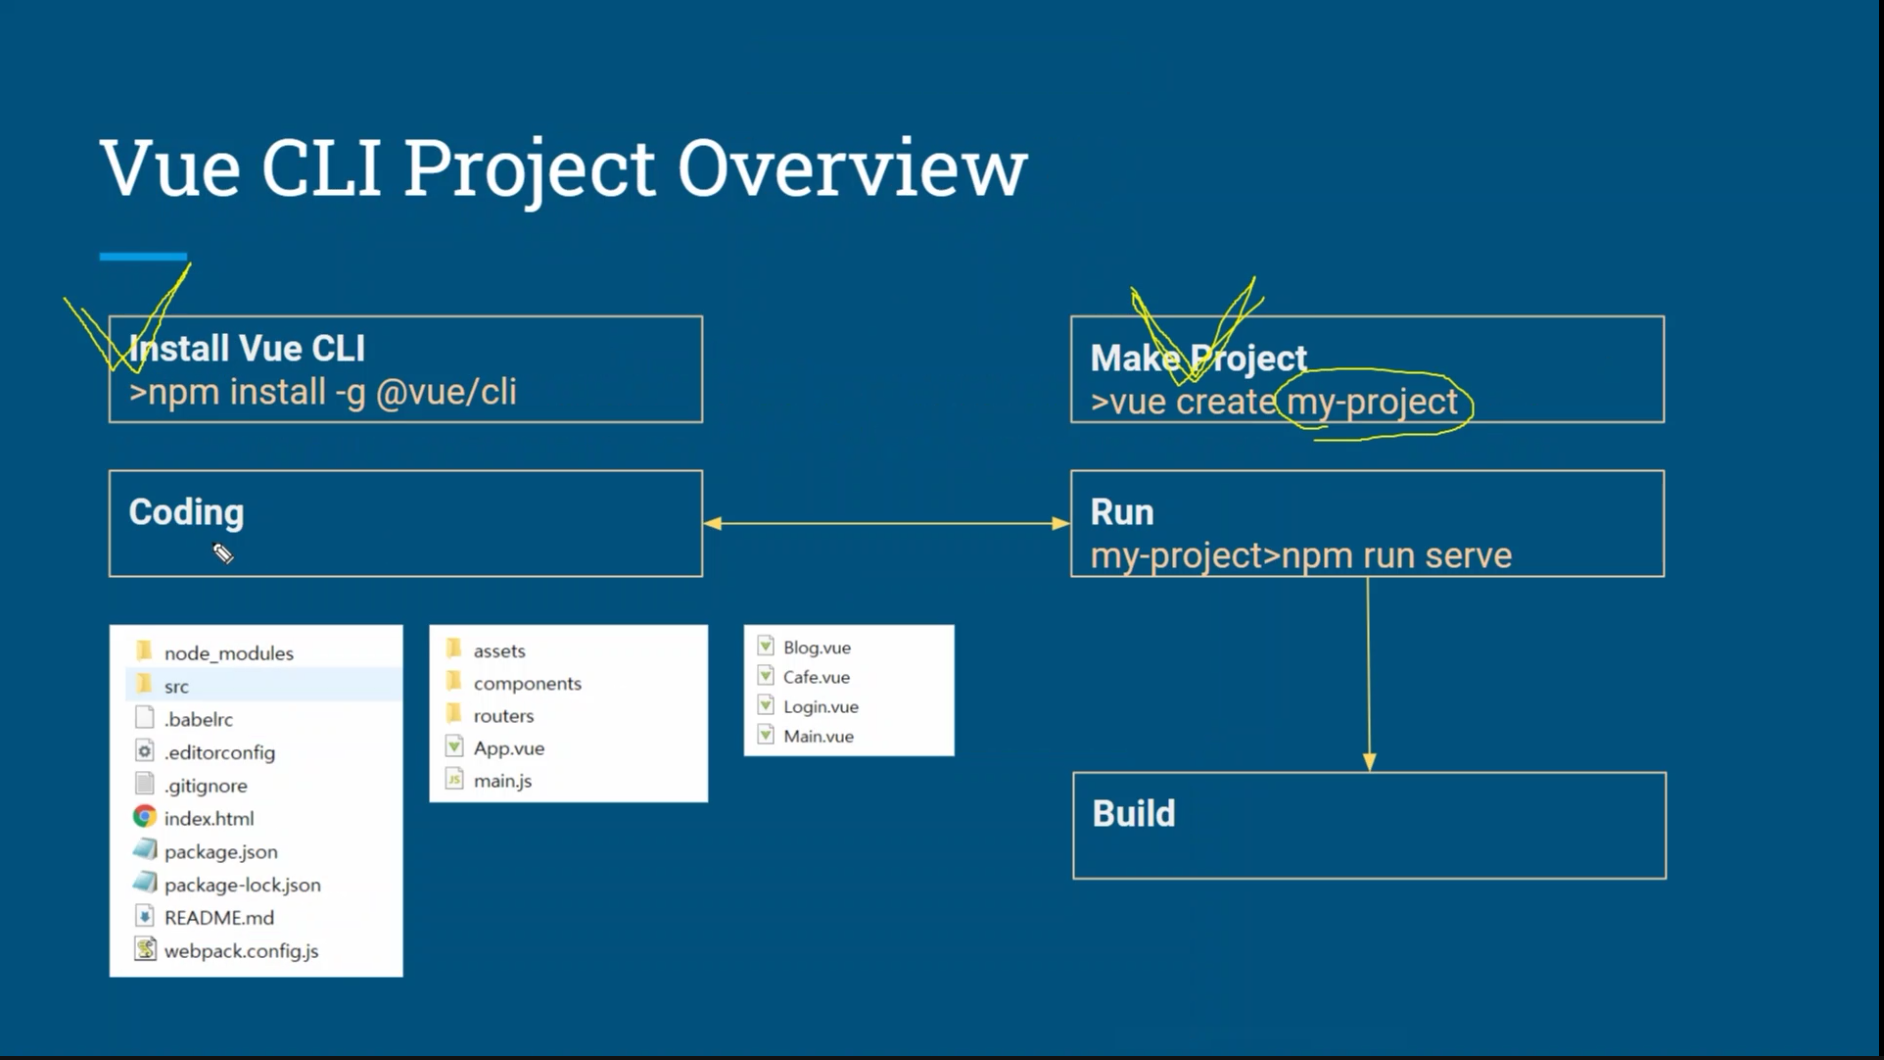 Vue CLI Project Overview
Install Vue CLI
>npm install -g @vue/cli
Make Project
>vue create my-project
Coding
Run
my-project>npm run serve
node_modules
src
.babelrc
.editorconfig
.gitignore
index.html
package.json
package-lock.json
README.md
webpack.config.js
assets
components
routers
App.vue
JS
main.js
Blog.vue
Cafe.vue
Login.vue
Main.vue
Build